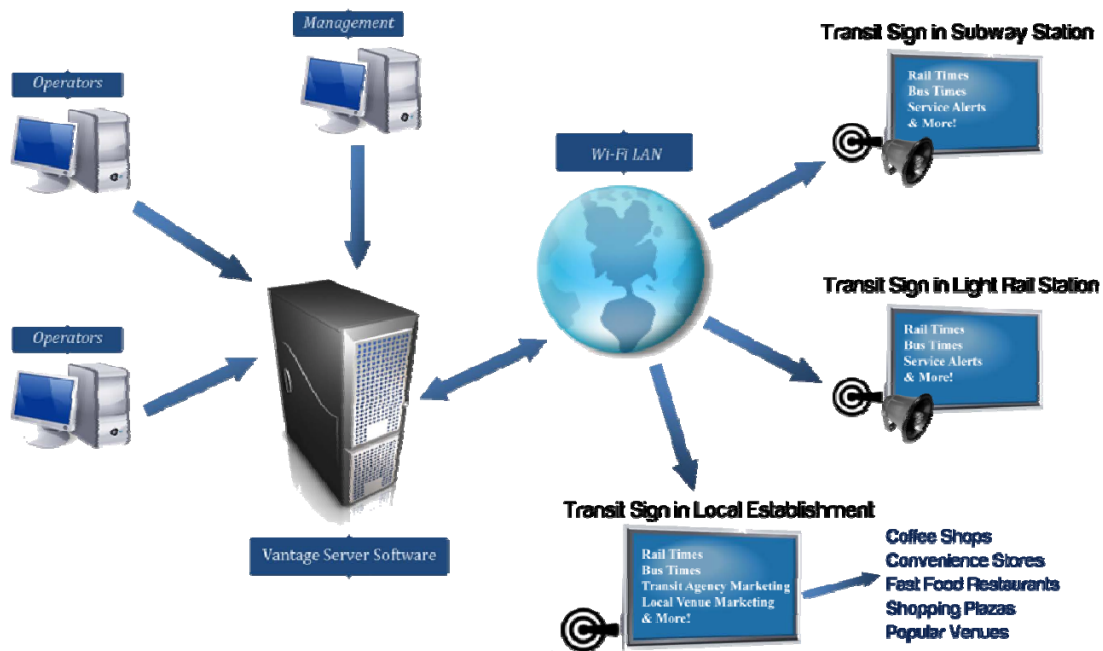 Management
Operators
Operators
Vantage Server Software
Wi-Fi LAN
Transit Sign in Subway Station
Rail Times
Bus Times
Service Alerts
& More!
Transit Sign in Light Rail Station
Rail Times
Bus Times
Service Alerts
& More!
Transit Sign in Local Establishment
Rail Times
Bus Times
Transit Agency Marketing
Local Venue Marketing
& More!
Coffee Shops
Convenience Stores
Fast Food Restaurants
Shopping Plazas
Popular Venues